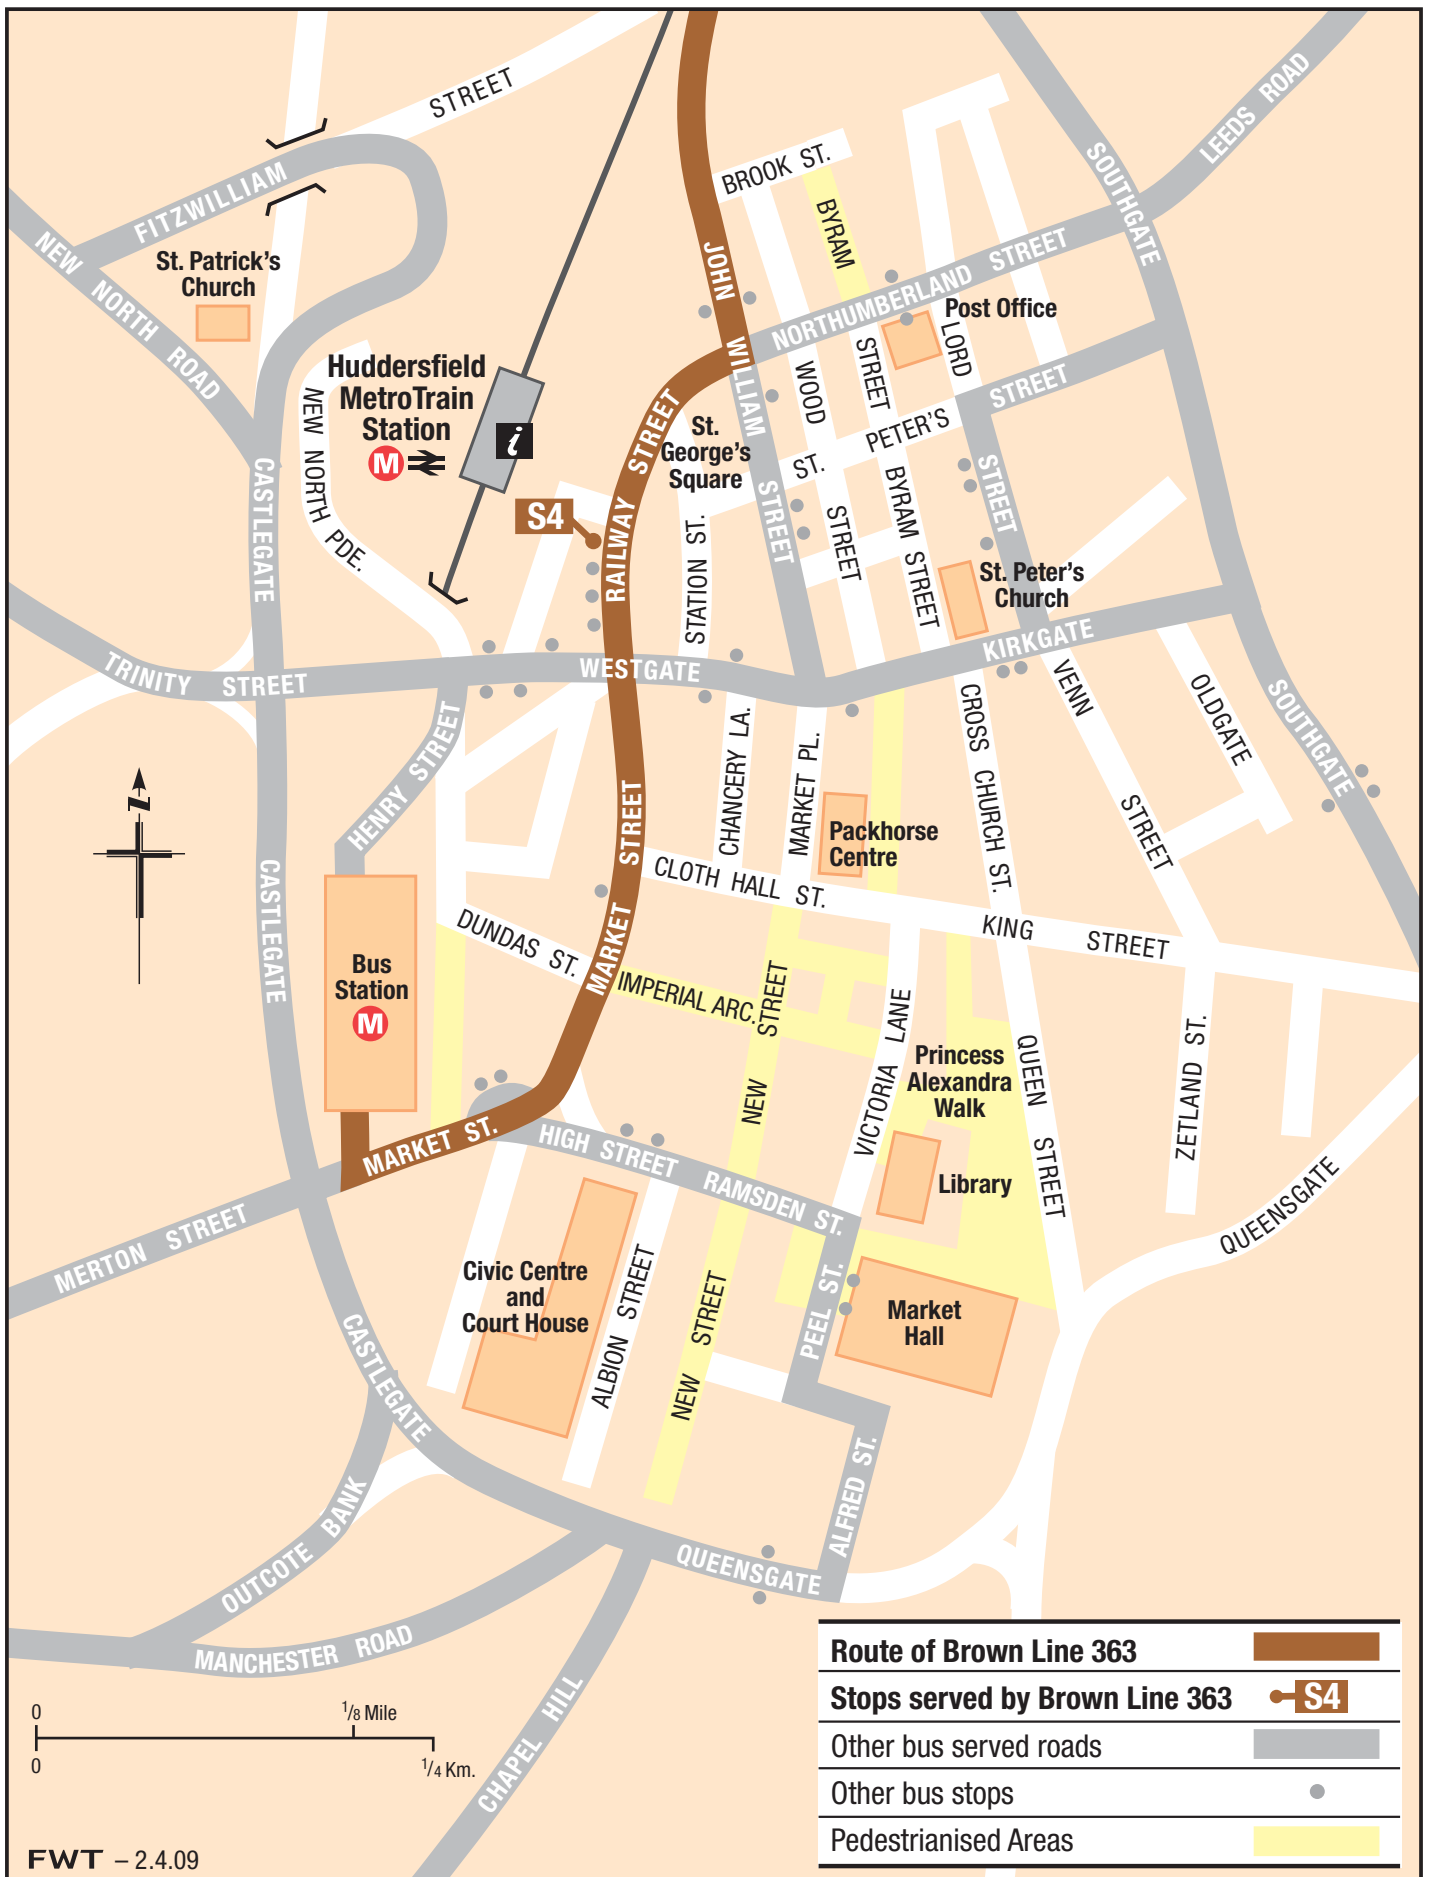 STREET
FITZWILLIAM
NEW NORTH ROAD
St. Patrick's
Church
Huddersfield
MetroTrain
Station
M
i
NEW NORTH PDE.
CASTLEGATE
S4
RAILWAY STREET
STATION ST.
St.
George's
Square
JOHN WILLIAM STREET
BROOK ST.
BYRAM
STREET
BYRAM STREET
WOOD
STREET
NORTHUMBERLAND STREET
Post Office
LORD
STREET
ST. PETER'S
STREET
SOUTHGATE
LEEDS ROAD
St. Peter's
Church
KIRKGATE
TRINITY STREET
WESTGATE
HENRY STREET
MARKET STREET
CHANCERY LA.
MARKET PL.
Packhorse
Centre
CROSS CHURCH ST.
VENN STREET
OLDGATE
SOUTHGATE
n
CASTLEGATE
Bus
Station
M
DUNDAS ST.
MARKET
CLOTH HALL ST.
KING STREET
IMPERIAL ARC.
NEW STREET
VICTORIA LANE
Princess
Alexandra
Walk
QUEEN STREET
ZETLAND ST.
QUEENSGATE
MARKET ST.
HIGH STREET
RAMSDEN ST.
Library
MERTON STREET
Civic Centre
and
Court House
ALBION STREET
NEW STREET
PEEL ST.
Market
Hall
CASTLEGATE
OUTCOTE BANK
MANCHESTER ROAD
CHAPEL HILL
QUEENSGATE
ALFRED ST.
0
1/8 Mile
0
1/4 Km.
FWT – 2.4.09
Route of Brown Line 363
Stops served by Brown Line 363 S4
Other bus served roads
Other bus stops
Pedestrianised Areas